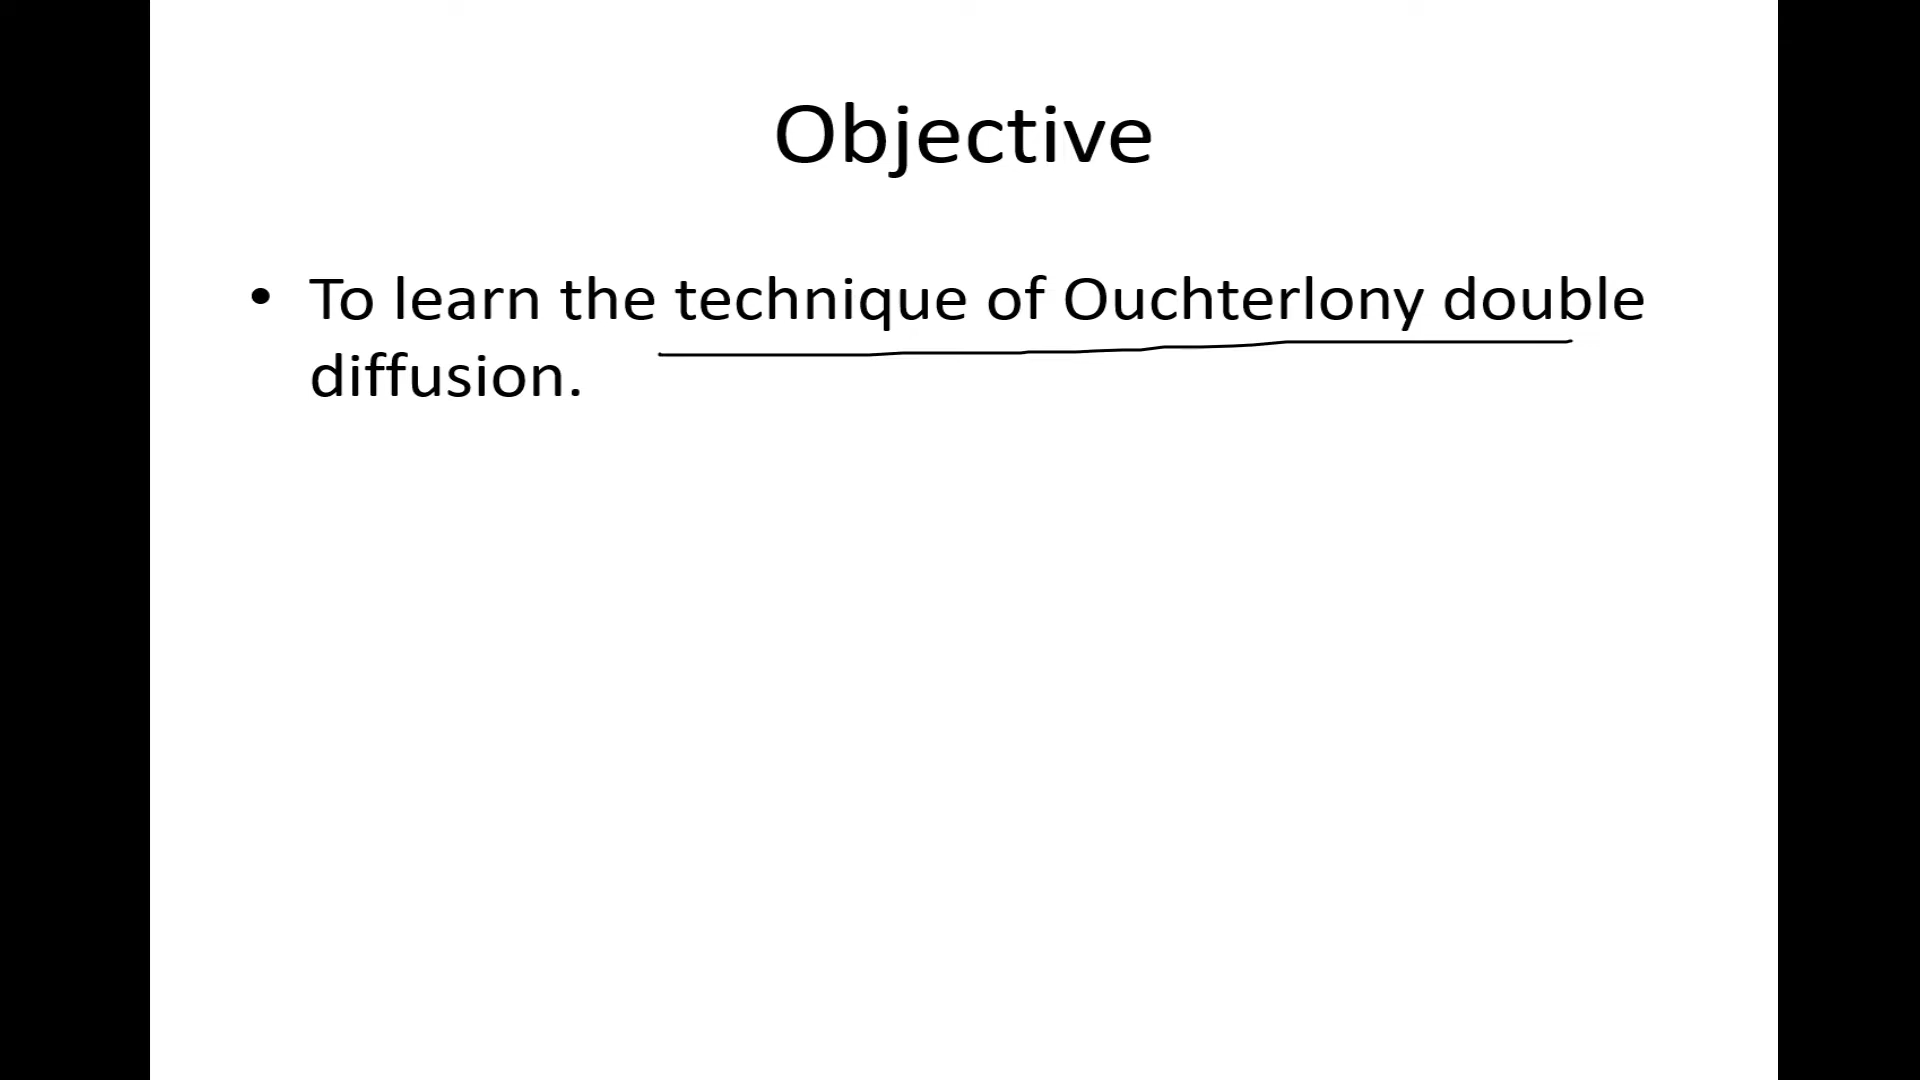 Objective
• To learn the technique of Ouchterlony double
diffusion.